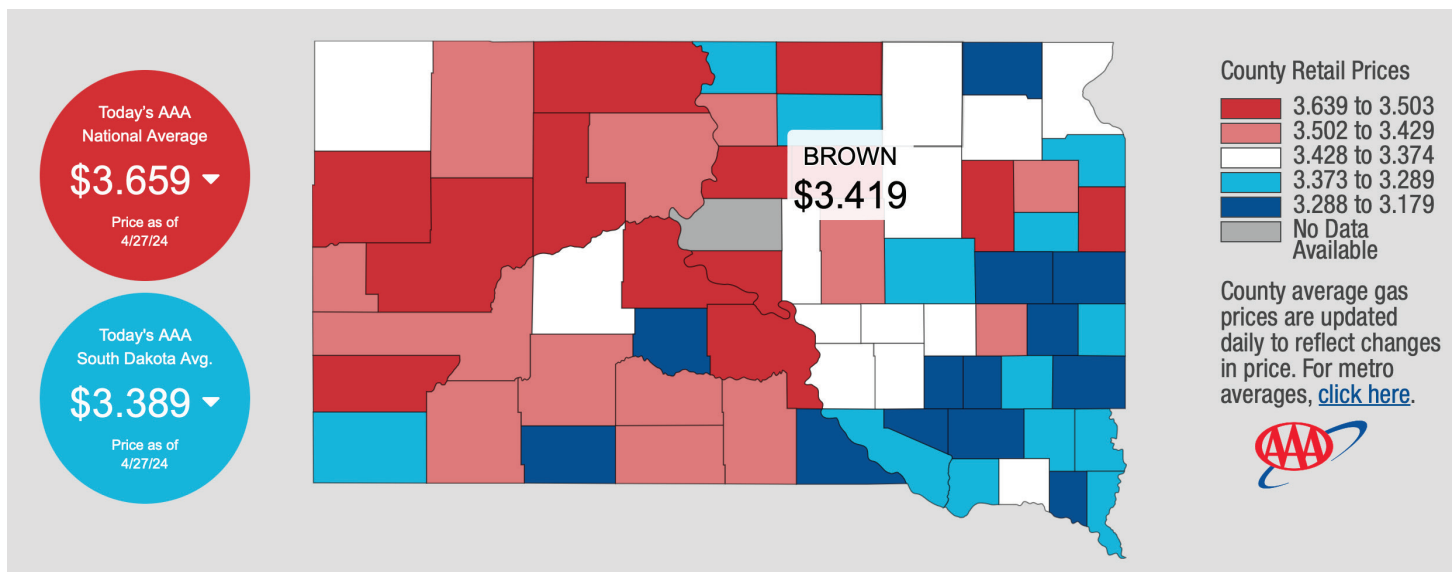 Today's AAA
National Average
$3.659
Price as of
4/27/24
Today's AAA
South Dakota Avg.
$3.389
Price as of
4/27/24
BROWN
$3.419
County Retail Prices
3.639 to 3.503
3.502 to 3.429
3.428 to 3.374
3.373 to 3.289
3.288 to 3.179
No Data
Available
County average gas
prices are updated
daily to reflect changes
in price. For metro
averages, click here.
AAA